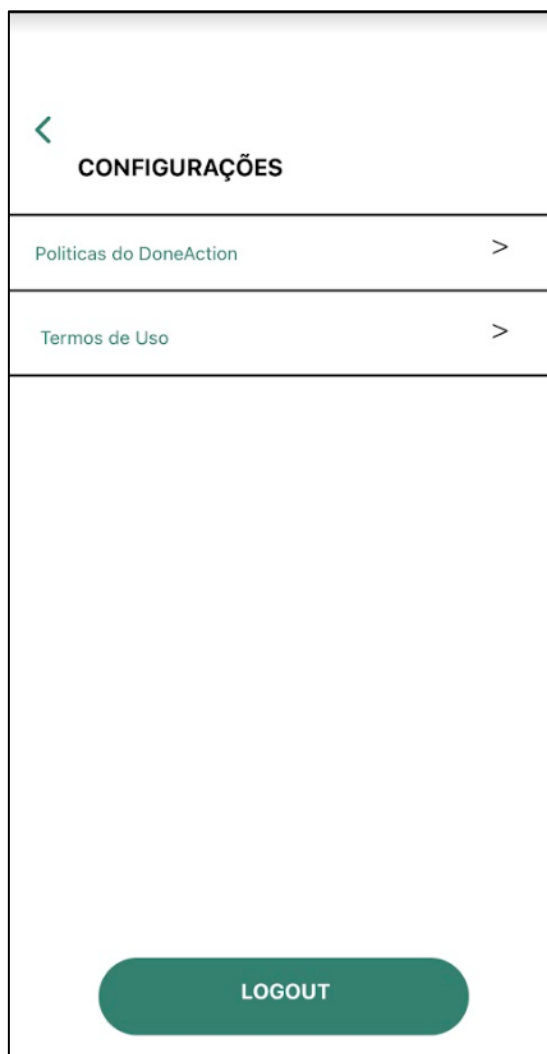 CONFIGURAÇÕES
Politicas do DoneAction >
Termos de Uso >
LOGOUT